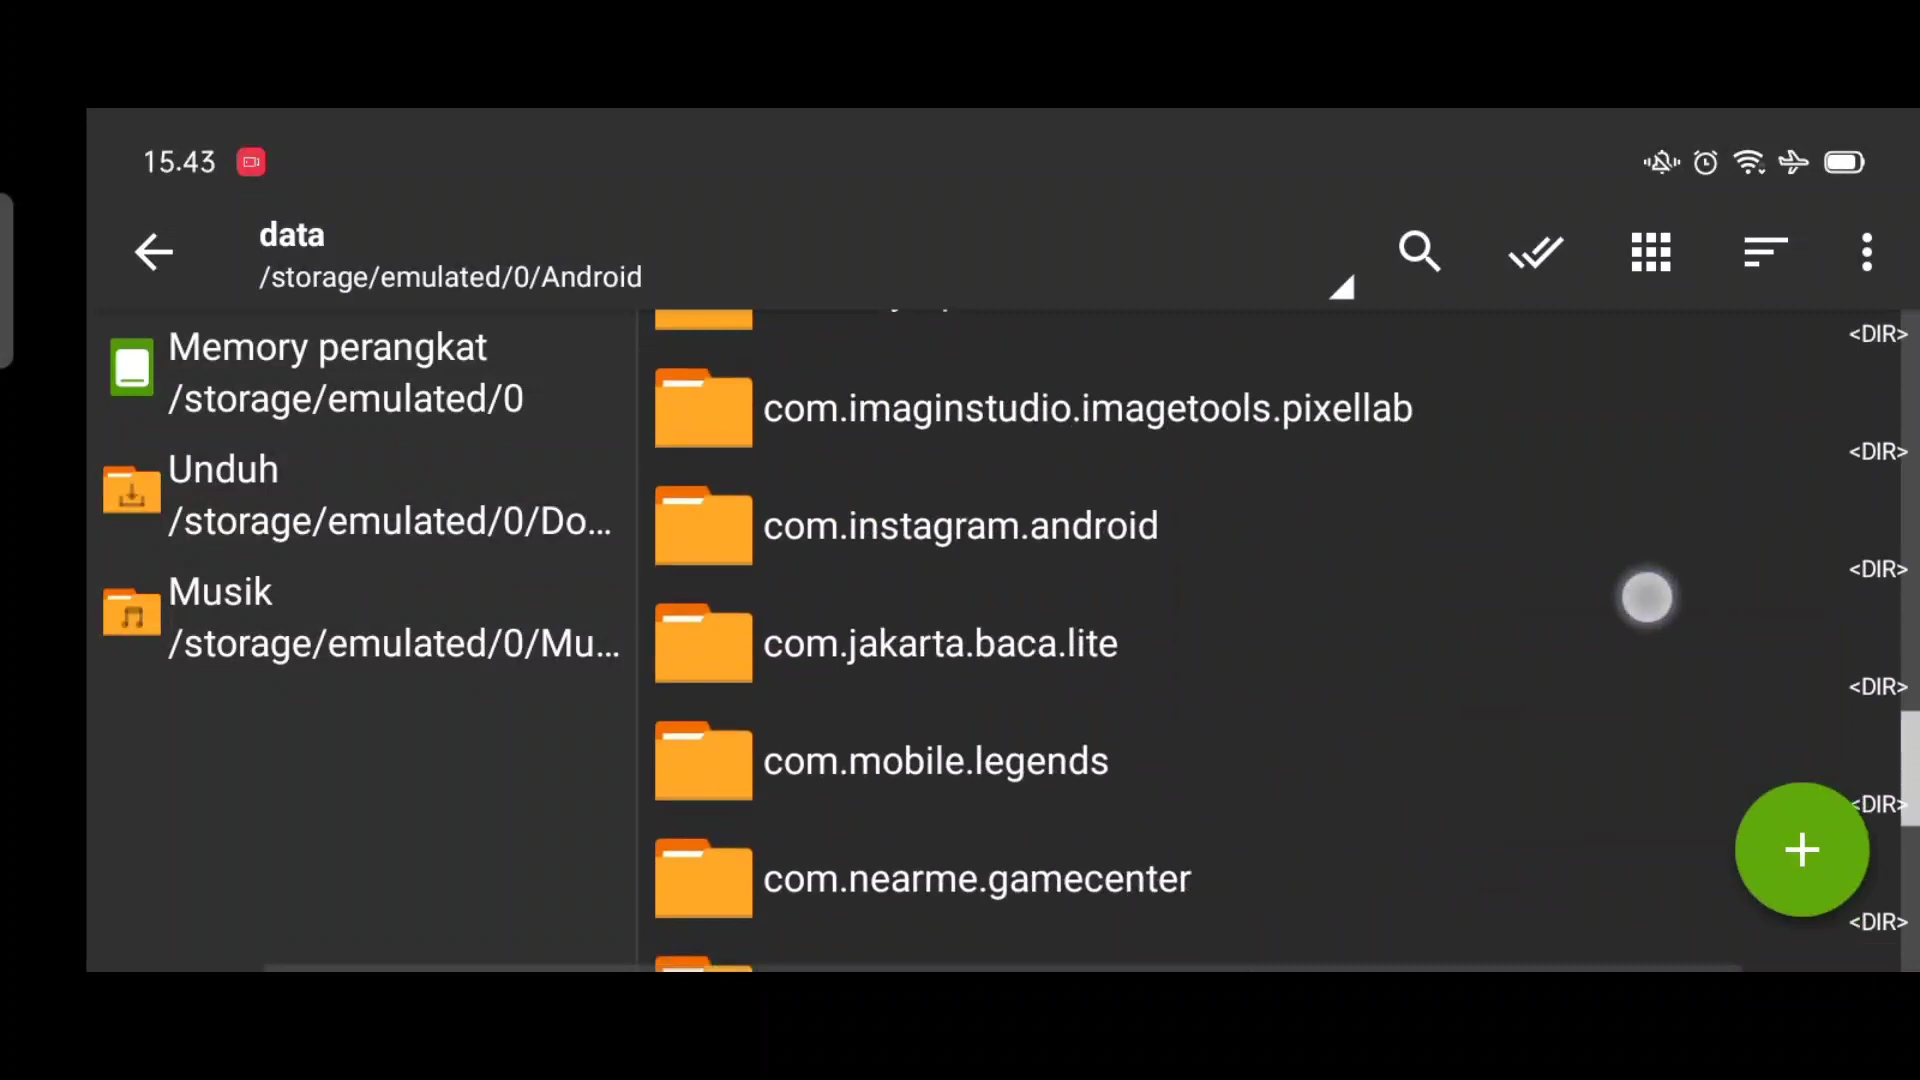 15.43
data
/storage/emulated/0/Android
Memory perangkat
/storage/emulated/0
Unduh
/storage/emulated/0/Do...
Musik
/storage/emulated/0/Mu...
<DIR>
com.imaginstudio.imagetools.pixellab
<DIR>
com.instagram.android
<DIR>
com.jakarta.baca.lite
<DIR>
com.mobile.legends
<DIR>
com.nearme.gamecenter
<DIR>